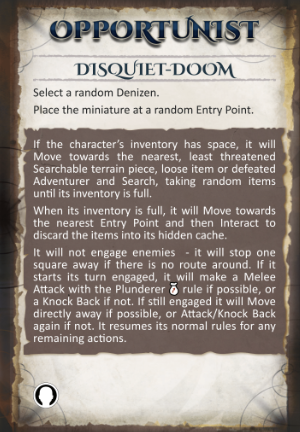 OPPORTUNIST
DISQUIET-DOOM
Select a random Denizen.
Place the miniature at a random Entry Point.
If the character's inventory has space, it will
Move towards the nearest, least threatened
Searchable terrain piece, loose item or defeated
Adventurer and Search, taking random items
until its inventory is full.
When its inventory is full, it will Move towards
the nearest Entry Point and then Interact to
discard the items into its hidden cache.
It will not engage enemies - it will stop one
square away if there is no route around. If it
starts its turn engaged, it will make a Melee
Attack with the Plunderer rule if possible, or
a Knock Back if not. If still engaged it will Move
directly away if possible, or Attack/Knock Back
again if not. It resumes its normal rules for any
remaining actions.